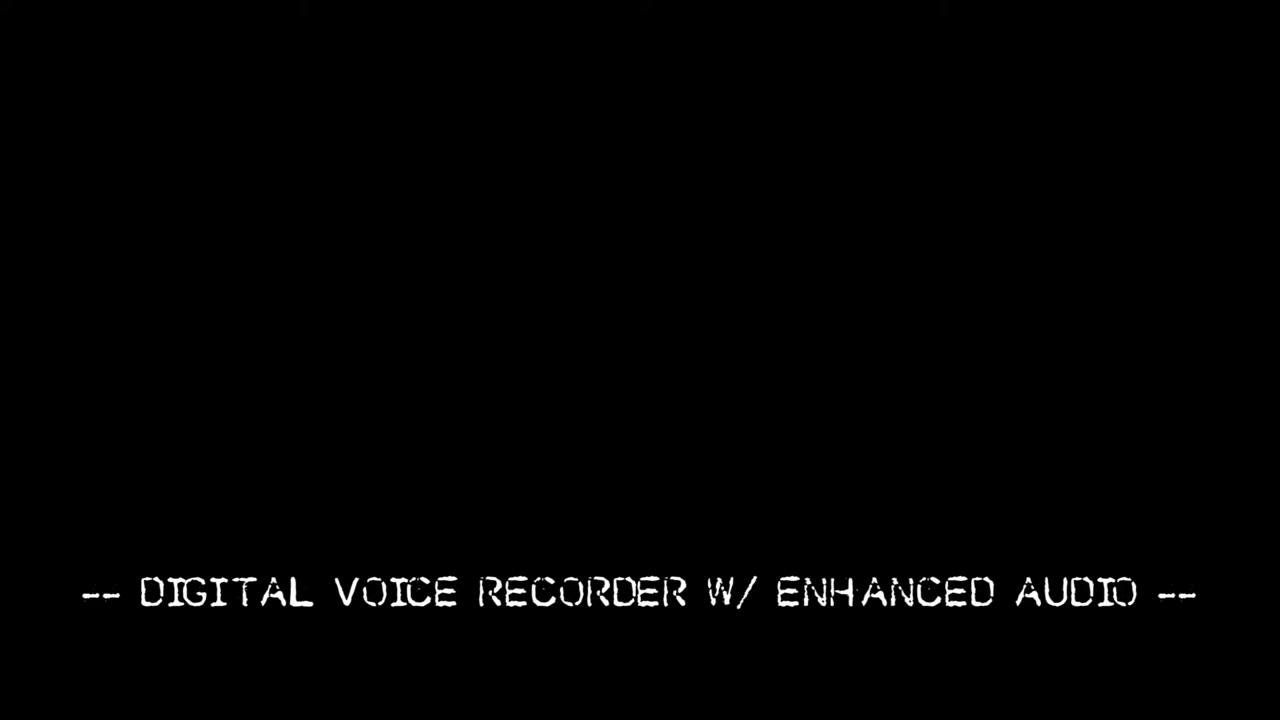 -- DIGITAL VOICE RECORDER W/ ENHANCED AUDIO --